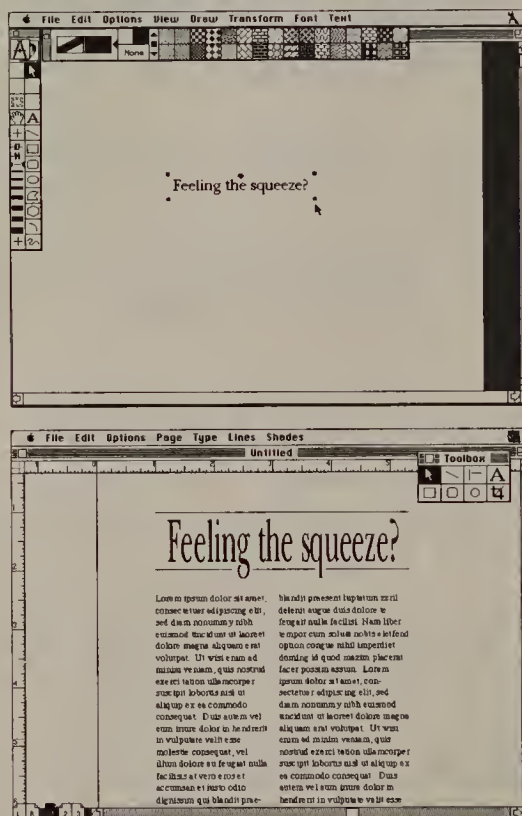 File Edit Options View Draw Transform Font Text
None
A
Feeling the squeeze?
File Edit Options Page Type Lines Shades
Untitled
Toolbox
A
Feeling the squeeze?
Lorem ipsum dolor sit amet,
consectetuer adipiscing elit,
sed diam nonummy nibh
euismod tincidunt ut laoreet
dolore magna aliquam erat
volutpat. Ut wisi enim ad
minim veniam, quis nostrud
exerci tation ullamcorper
suscipit lobortis nisl ut
aliquip ex ea commodo
consequat. Duis autem vel
eum iriure dolor in hendrerit
in vulputate velit esse
molestie consequat, vel
illum dolore eu feugiat nulla
facilisis at vero eros et
accumsan et iusto odio
dignissim qui blandit prae-
blandit praesent luptatum zzril
delenit augue duis dolore te
feugait nulla facilisi. Nam liber
tempor cum soluta nobis eleifend
option congue nihil imperdiet
doming id quod mazim placerat
facer possim assum. Lorem
ipsum dolor sit amet, con-
sectetuer adipiscing elit, sed
diam nonummy nibh euismod
tincidunt ut laoreet dolore magna
aliquam erat volutpat. Ut wisi
enim ad minim veniam, quis
nostrud exerci tation ullamcorper
suscipit lobortis nisl ut aliquip ex
ea commodo consequat. Duis
autem vel eum iriure dolor in
hendrerit in vulputate velit esse